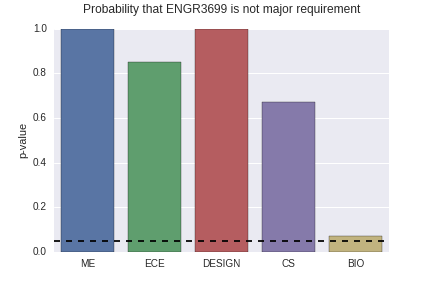 Probability that ENGR3699 is not major requirement
1.0
0.8
0.6
0.4
0.2
0.0
p-value
ME ECE DESIGN CS BIO